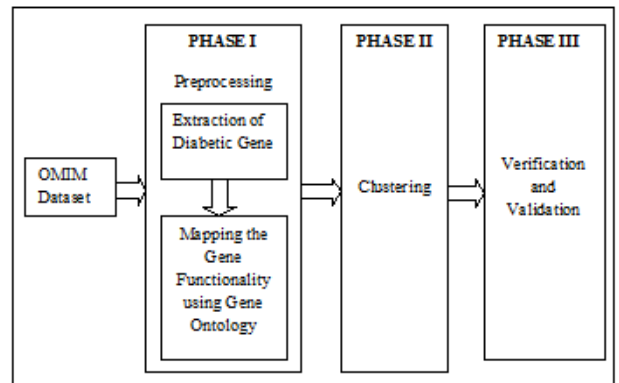 OMIM
Dataset
PHASE I
Preprocessing
Extraction of
Diabetic Gene
Mapping the
Gene
Functionality
using Gene
Ontology
PHASE II
Clustering
PHASE III
Verification
and
Validation